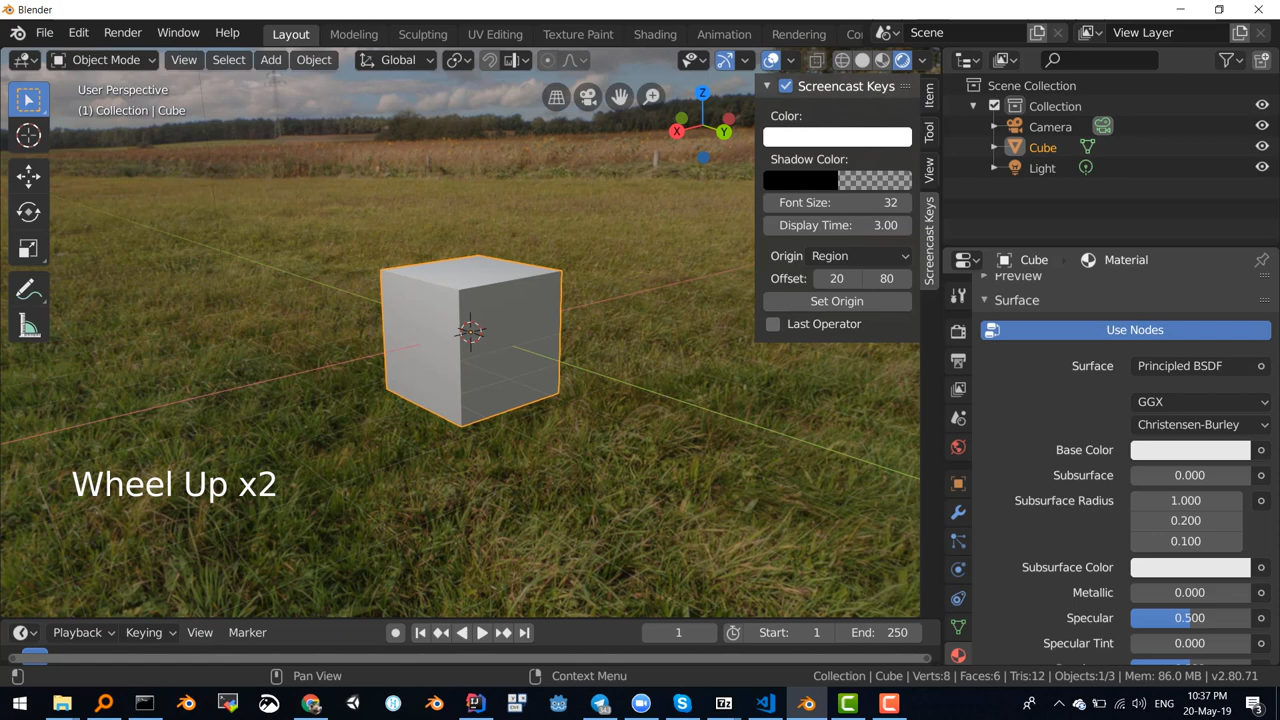 Blender
File Edit Render Window Help
Layout Modeling Sculpting UV Editing Texture Paint Shading Animation Co
Scene
View Layer
Object Mode View Select Add Object Global
User Perspective
(1) Collection | Cube
Z
X
Y
Screencast Keys
Color:
Shadow Color:
Font Size: 32
Display Time: 3.00
Origin Region
Offset: 20 80
Set Origin
Last Operator
Item
Tool
View
Screencast Keys
Scene Collection
Collection
Camera
Cube
Light
Cube Material
Preview
Surface
Use Nodes
Surface Principled BSDF
GGX
Christensen-Burley
Base Color
Subsurface 0.000
Subsurface Radius 1.000
0.200
0.100
Subsurface Color
Metallic 0.000
Specular 0.500
Specular Tint 0.000
Wheel Up x2
Playback Keying View Marker
1
Start: 1
End: 250
Pan View
Context Menu
Collection | Cube | Verts:8 | Faces:6 | Tris:12 | Objects:1/3 | Mem: 86.0 MB | v2.80.71
ENG
10:37 PM
20-May-19
3